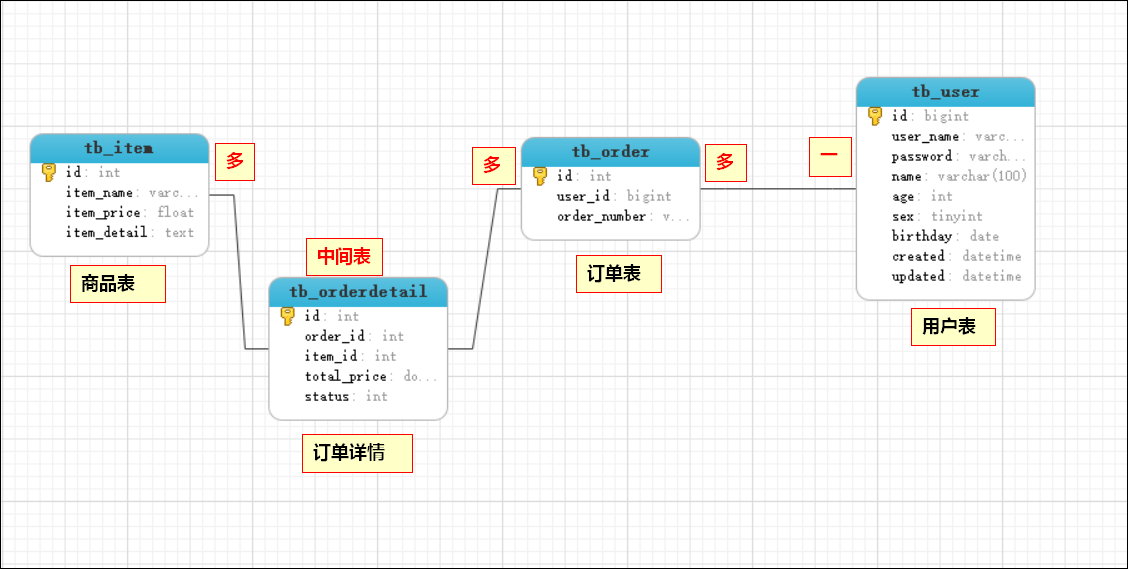 tb_item
id: int
item_name: varc...
item_price: float
item_detail: text
多
商品表
中间表
tb_orderdetail
id: int
order_id: int
item_id: int
total_price: do...
status: int
订单详情
多
tb_order
id: int
user_id: bigint
order_number: v...
多
订单表
一
tb_user
id: bigint
user_name: varc...
password: varch...
name: varchar(100)
age: int
sex: tinyint
birthday: date
created: datetime
updated: datetime
用户表